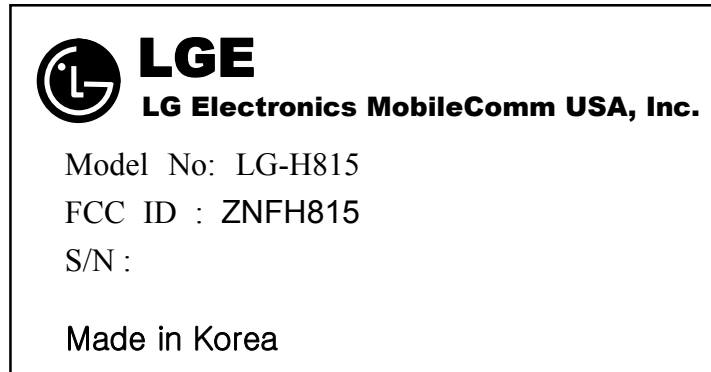 LGE
LG Electronics MobileComm USA, Inc.
Model No: LG-H815
FCC ID : ZNFH815
S/N :
Made in Korea